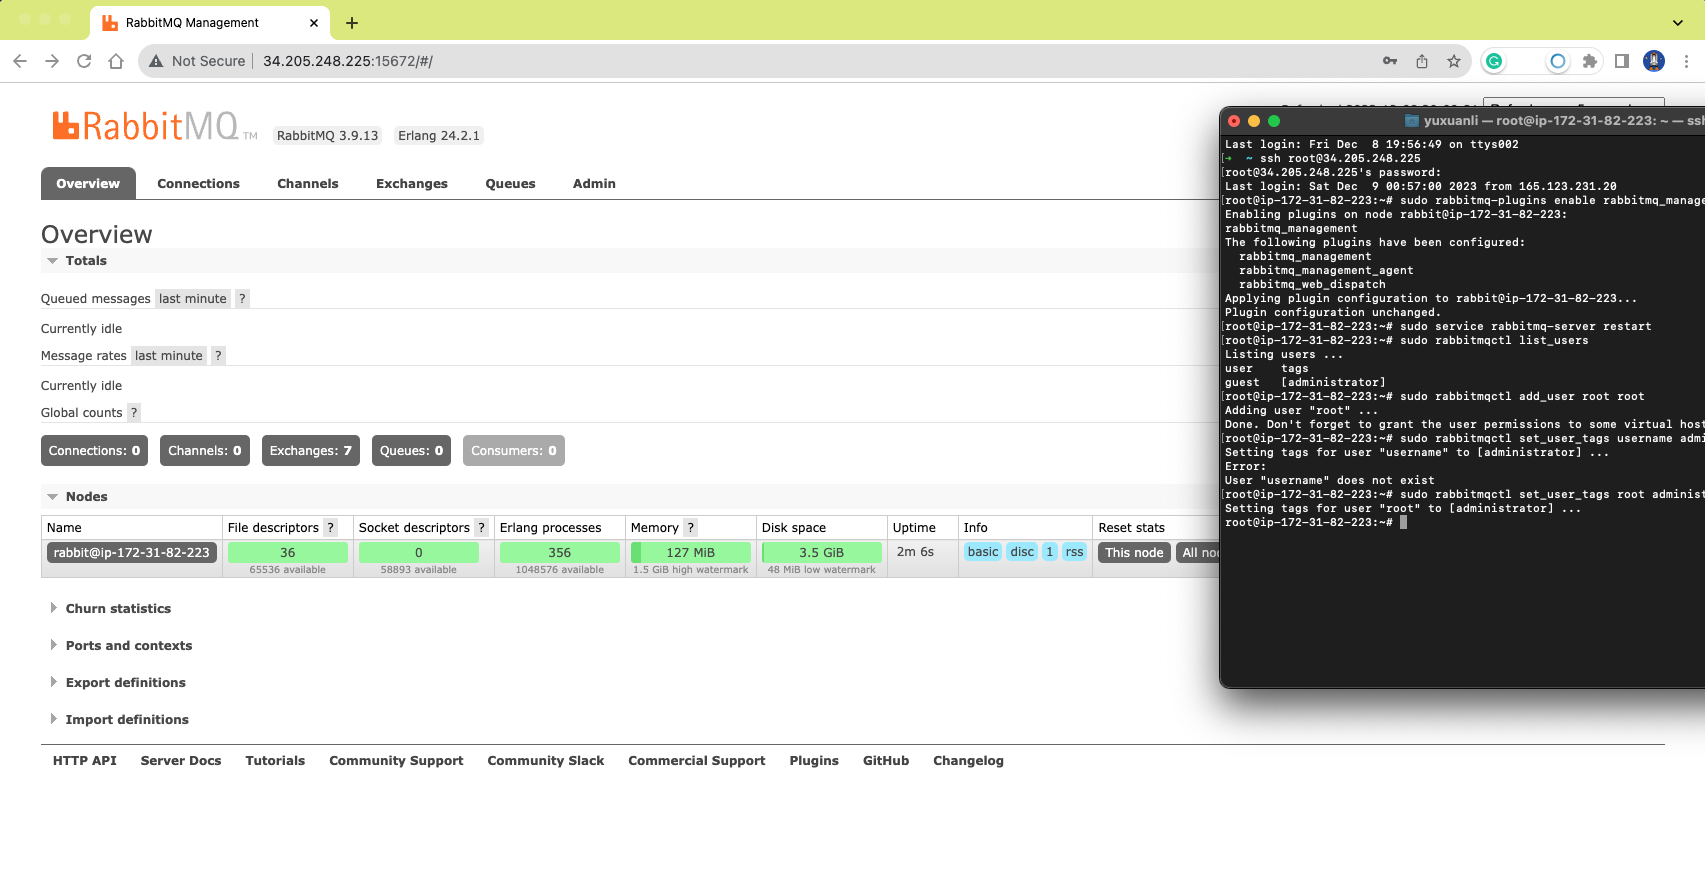 RabbitMQ Management
Not Secure
34.205.248.225:15672/#/
RabbitMQ TM
RabbitMQ 3.9.13
Erlang 24.2.1
Overview
Connections
Channels
Exchanges
Queues
Admin
Overview
Totals
Queued messages last minute ?
Currently idle
Message rates last minute ?
Currently idle
Global counts ?
Connections: 0
Channels: 0
Exchanges: 7
Queues: 0
Consumers: 0
Nodes
Name File descriptors ? Socket descriptors ? Erlang processes Memory ? Disk space Uptime Info Reset stats
rabbit@ip-172-31-82-223 36 0 356 127 MiB 3.5 GiB 2m 6s basic disc 1 rss This node All
65536 available 58893 available 1048576 available 1.5 GiB high watermark 48 MiB low watermark
Churn statistics
Ports and contexts
Export definitions
Import definitions
HTTP API Server Docs Tutorials Community Support Community Slack Commercial Support Plugins GitHub Changelog
yuxuanli — root@ip-172-31-82-223: ~ —
Last login: Fri Dec  8 19:56:49 on ttys002
[→  ~ ssh root@34.205.248.225
[root@34.205.248.225's password:
Last login: Sat Dec  9 00:57:00 2023 from 165.123.231.20
[root@ip-172-31-82-223:~# sudo rabbitmq-plugins enable rabbitmq_manage
Enabling plugins on node rabbit@ip-172-31-82-223:
rabbitmq_management
The following plugins have been configured:
  rabbitmq_management
  rabbitmq_management_agent
  rabbitmq_web_dispatch
Applying plugin configuration to rabbit@ip-172-31-82-223...
Plugin configuration unchanged.
[root@ip-172-31-82-223:~# sudo service rabbitmq-server restart
[root@ip-172-31-82-223:~# sudo rabbitmqctl list_users
Listing users ...
user    tags
guest   [administrator]
[root@ip-172-31-82-223:~# sudo rabbitmqctl add_user root root
Adding user "root" ...
Done. Don't forget to grant the user permissions to some virtual host
[root@ip-172-31-82-223:~# sudo rabbitmqctl set_user_tags username admi
Setting tags for user "username" to [administrator] ...
Error:
User "username" does not exist
[root@ip-172-31-82-223:~# sudo rabbitmqctl set_user_tags root administ
Setting tags for user "root" to [administrator] ...
root@ip-172-31-82-223:~#